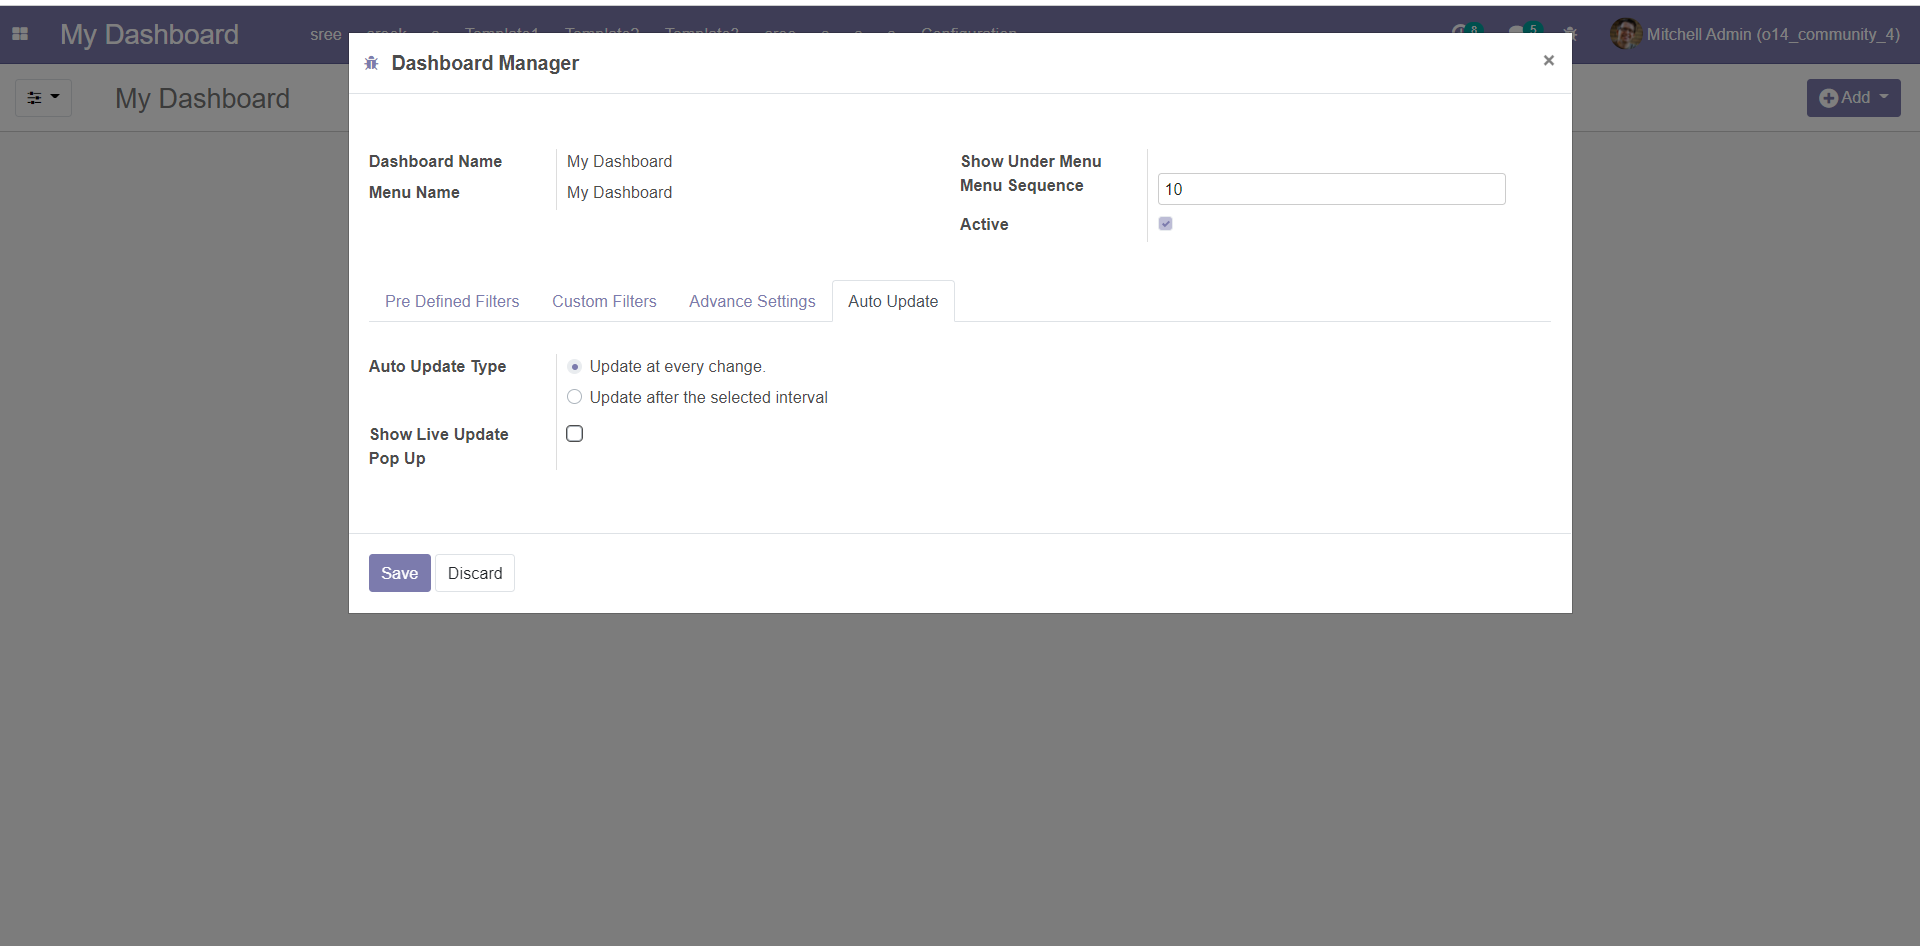 My Dashboard
sree
8
5
Mitchell Admin (o14_community_4)
My Dashboard
Add
Dashboard Manager
×
Dashboard Name
My Dashboard
Menu Name
My Dashboard
Show Under Menu
Menu Sequence
10
Active
Pre Defined Filters
Custom Filters
Advance Settings
Auto Update
Auto Update Type
Update at every change.
Update after the selected interval
Show Live Update
Pop Up
Save
Discard